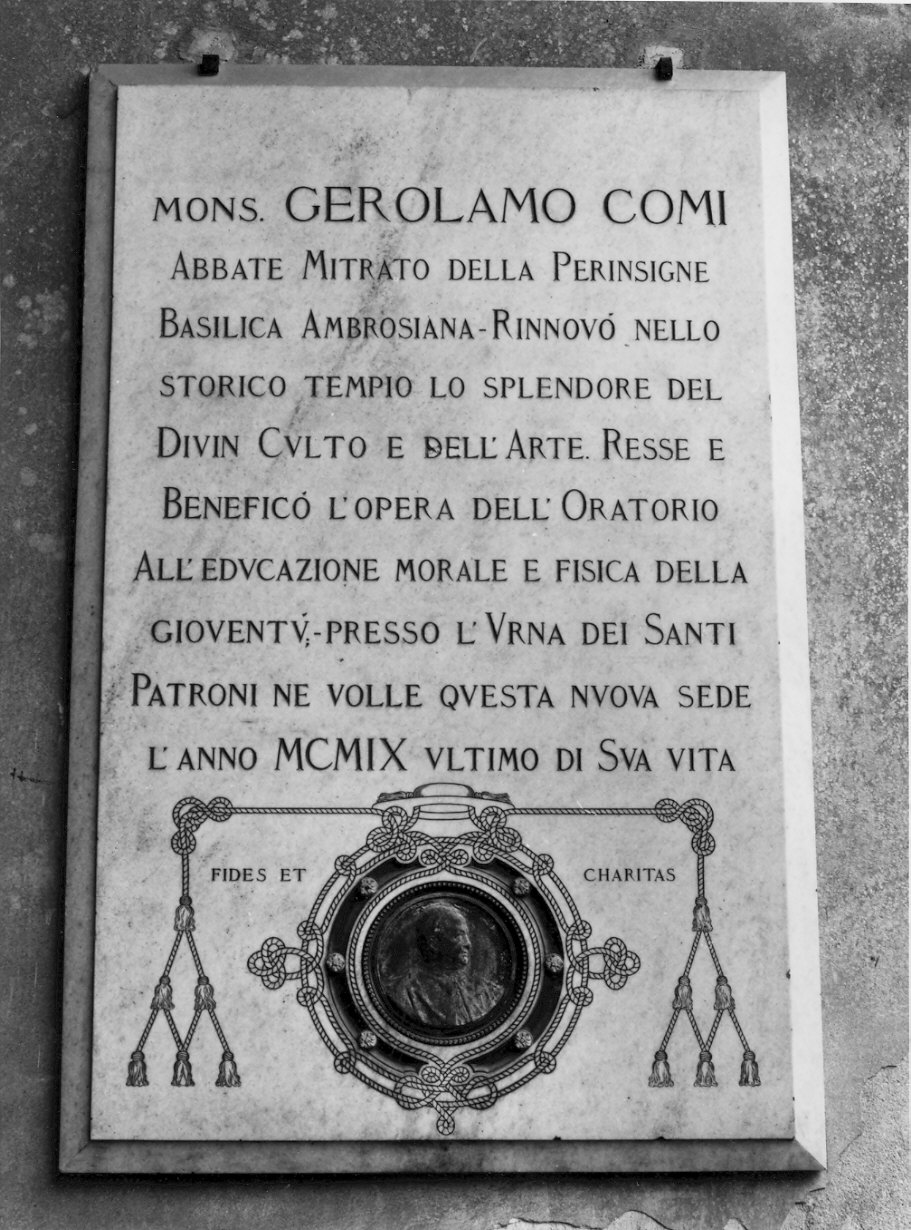 MONS. GEROLAMO COMI
ABBATE MITRATO DELLA PERINSIGNE
BASILICA AMBROSIANA-RINNOVÓ NELLO
STORICO TEMPIO LO SPLENDORE DEL
DIVIN CVLTO E DELL'ARTE. RESSE E
BENEFICÓ L'OPERA DELL'ORATORIO
ALL'EDVCAZIONE MORALE E FISICA DELLA
GIOVENTV́;-PRESSO L'VRNA DEI SANTI
PATRONI NE VOLLE QVESTA NVOVA SEDE
L'ANNO MCMIX VLTIMO DI SVA VITA
FIDES ET CHARITAS